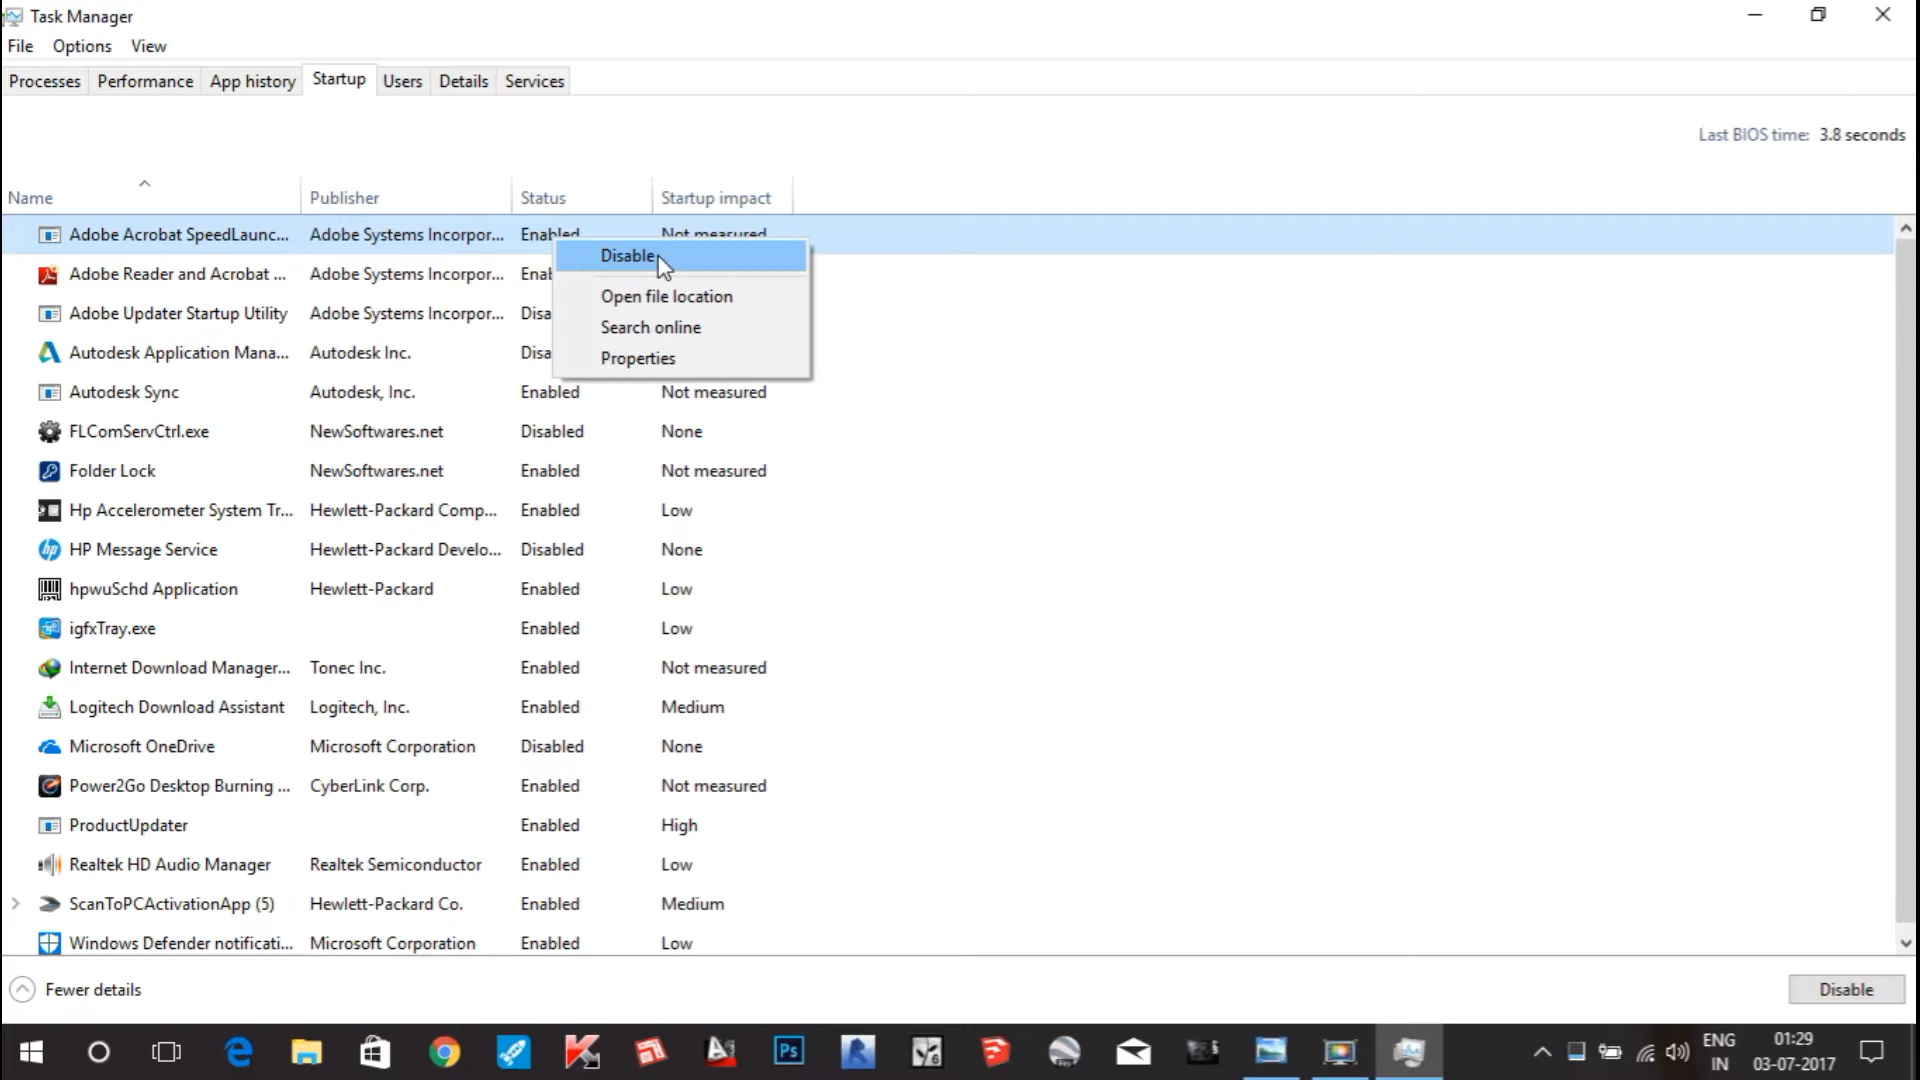 Task Manager
File Options View
Processes Performance App history Startup Users Details Services
Last BIOS time: 3.8 seconds
Name Publisher Status Startup impact
Adobe Acrobat SpeedLaunc... Adobe Systems Incorpor... Enabled Not measured
Disable
Adobe Reader and Acrobat ... Adobe Systems Incorpor... Enab
Open file location
Adobe Updater Startup Utility Adobe Systems Incorpor... Disa
Search online
Autodesk Application Mana... Autodesk Inc. Disa
Properties
Autodesk Sync Autodesk, Inc. Enabled Not measured
FLComServCtrl.exe NewSoftwares.net Disabled None
Folder Lock NewSoftwares.net Enabled Not measured
Hp Accelerometer System Tr... Hewlett-Packard Comp... Enabled Low
HP Message Service Hewlett-Packard Develo... Disabled None
hpwuSchd Application Hewlett-Packard Enabled Low
igfxTray.exe Enabled Low
Internet Download Manager... Tonec Inc. Enabled Not measured
Logitech Download Assistant Logitech, Inc. Enabled Medium
Microsoft OneDrive Microsoft Corporation Disabled None
Power2Go Desktop Burning ... CyberLink Corp. Enabled Not measured
ProductUpdater Enabled High
Realtek HD Audio Manager Realtek Semiconductor Enabled Low
ScanToPCActivationApp (5) Hewlett-Packard Co. Enabled Medium
Windows Defender notificati... Microsoft Corporation Enabled Low
Fewer details Disable
Ps
ENG 01:29
IN 03-07-2017